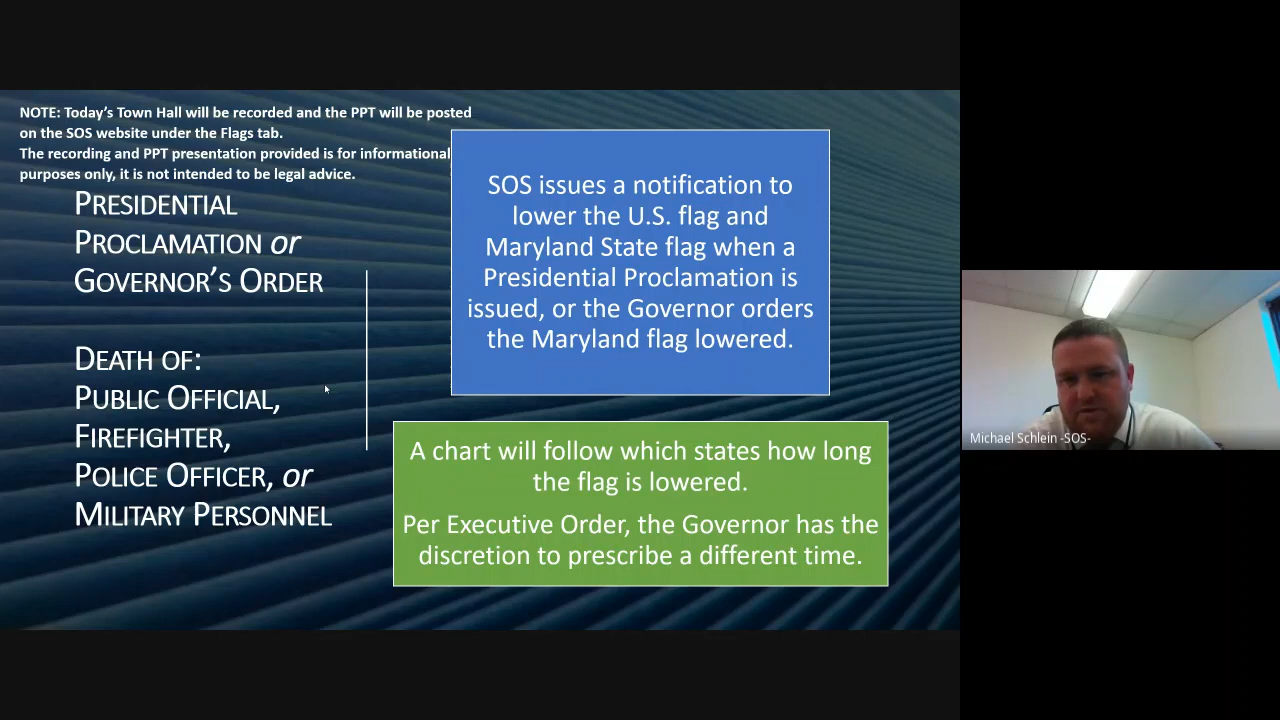 NOTE: Today's Town Hall will be recorded and the PPT will be posted
on the SOS website under the Flags tab.
The recording and PPT presentation provided is for informational
purposes only, it is not intended to be legal advice.
PRESIDENTIAL
PROCLAMATION or
GOVERNOR'S ORDER
DEATH OF:
PUBLIC OFFICIAL,
FIREFIGHTER,
POLICE OFFICER, or
MILITARY PERSONNEL
SOS issues a notification to
lower the U.S. flag and
Maryland State flag when a
Presidential Proclamation is
issued, or the Governor orders
the Maryland flag lowered.
A chart will follow which states how long
the flag is lowered.
Per Executive Order, the Governor has the
discretion to prescribe a different time.
Michael Schlein -SOS-